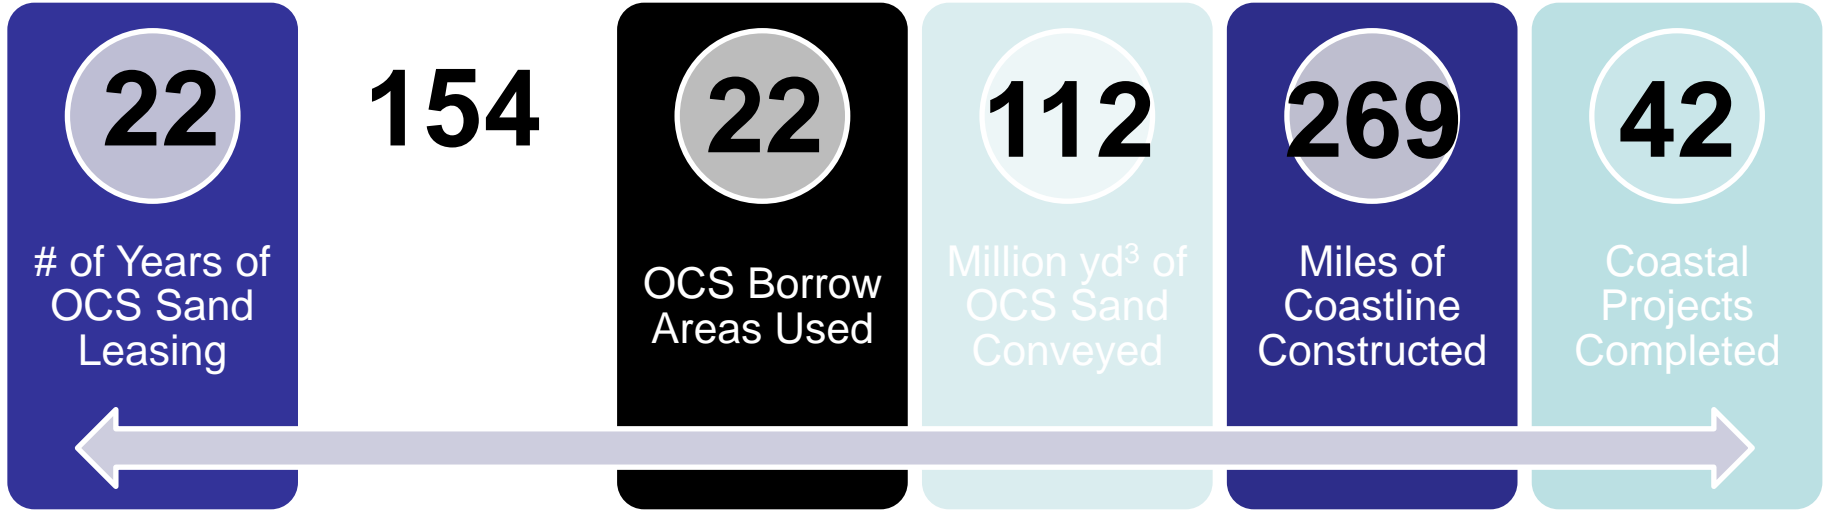 22
# of Years of
OCS Sand
Leasing
154
22
OCS Borrow
Areas Used
112
Million yd³ of
OCS Sand
Conveyed
269
Miles of
Coastline
Constructed
42
Coastal
Projects
Completed